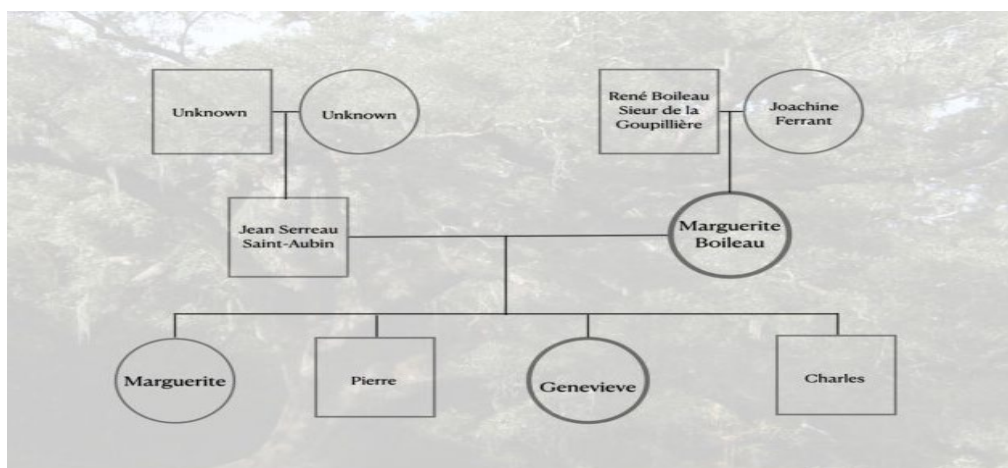 Unknown
Unknown
René Boileau
Sieur de la
Goupillière
Joachine
Ferrant
Jean Serreau
Saint-Aubin
Marguerite
Boileau
Marguerite
Pierre
Genevieve
Charles